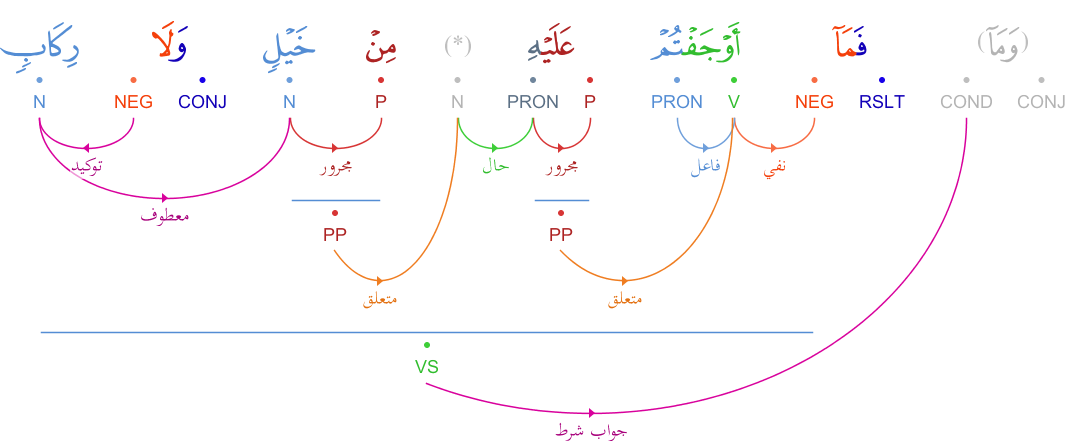 (وَمَآ) فَمَآ أَوْجَفْتُمْ عَلَيْهِ (*) مِنْ خَيْلٍ وَلَا رِكَابٍ
CONJ COND RSLT NEG V PRON P PRON N P N CONJ NEG N
نفي فاعل مجرور حال مجرور توكيد
معطوف
PP PP
متعلق متعلق
VS
جواب شرط